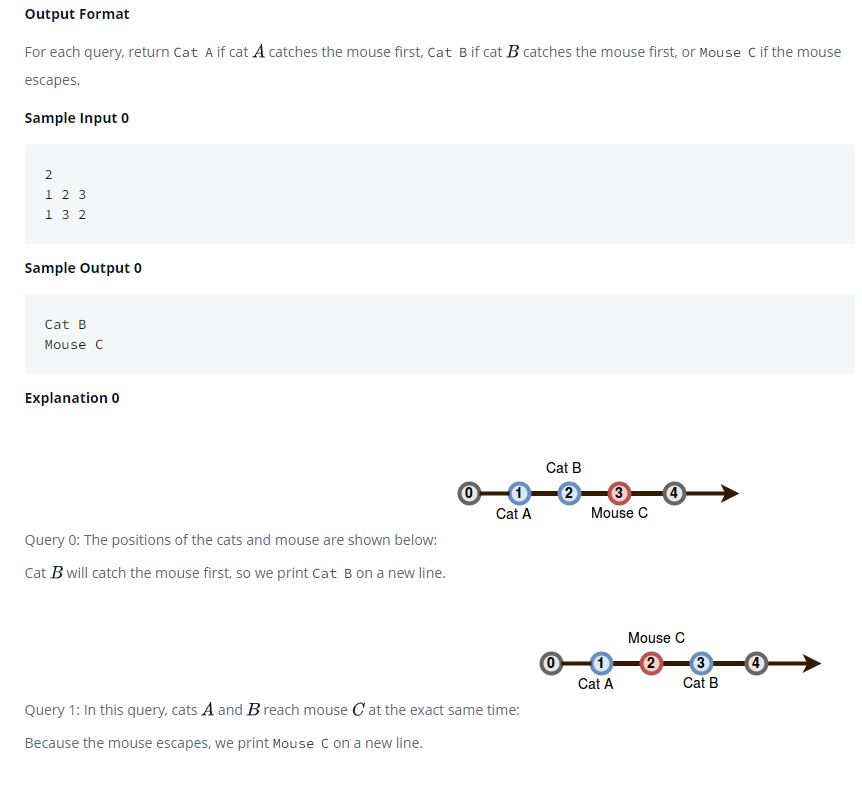 Output Format
For each query, return Cat A if cat A catches the mouse first, Cat B if cat B catches the mouse first, or Mouse C if the mouse
escapes.
Sample Input 0
2
1 2 3
1 3 2
Sample Output 0
Cat B
Mouse C
Explanation 0
Cat B
0 1 2 3 4
Cat A Mouse C
Query 0: The positions of the cats and mouse are shown below:
Cat B will catch the mouse first, so we print Cat B on a new line.
Mouse C
0 1 2 3 4
Cat A Cat B
Query 1: In this query, cats A and B reach mouse C at the exact same time:
Because the mouse escapes, we print Mouse C on a new line.